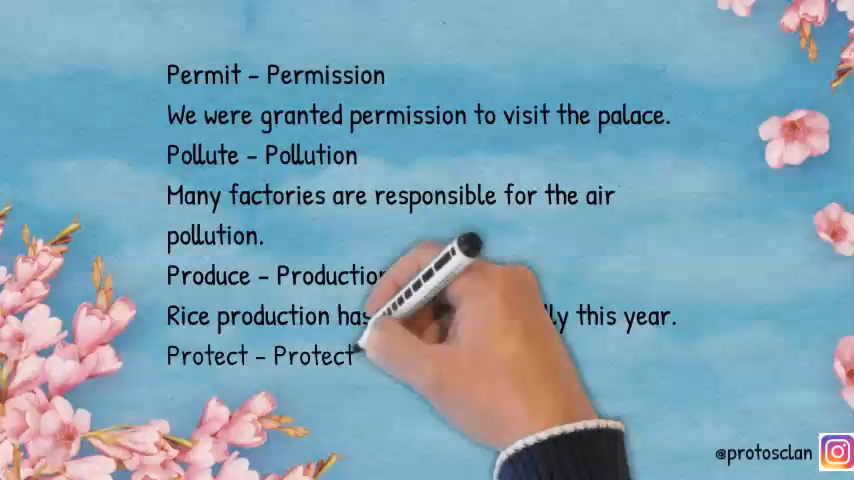 Permit - Permission
We were granted permission to visit the palace.
Pollute - Pollution
Many factories are responsible for the air
pollution.
Produce - Production
Rice production has this year.
Protect - Protect
@protosclan